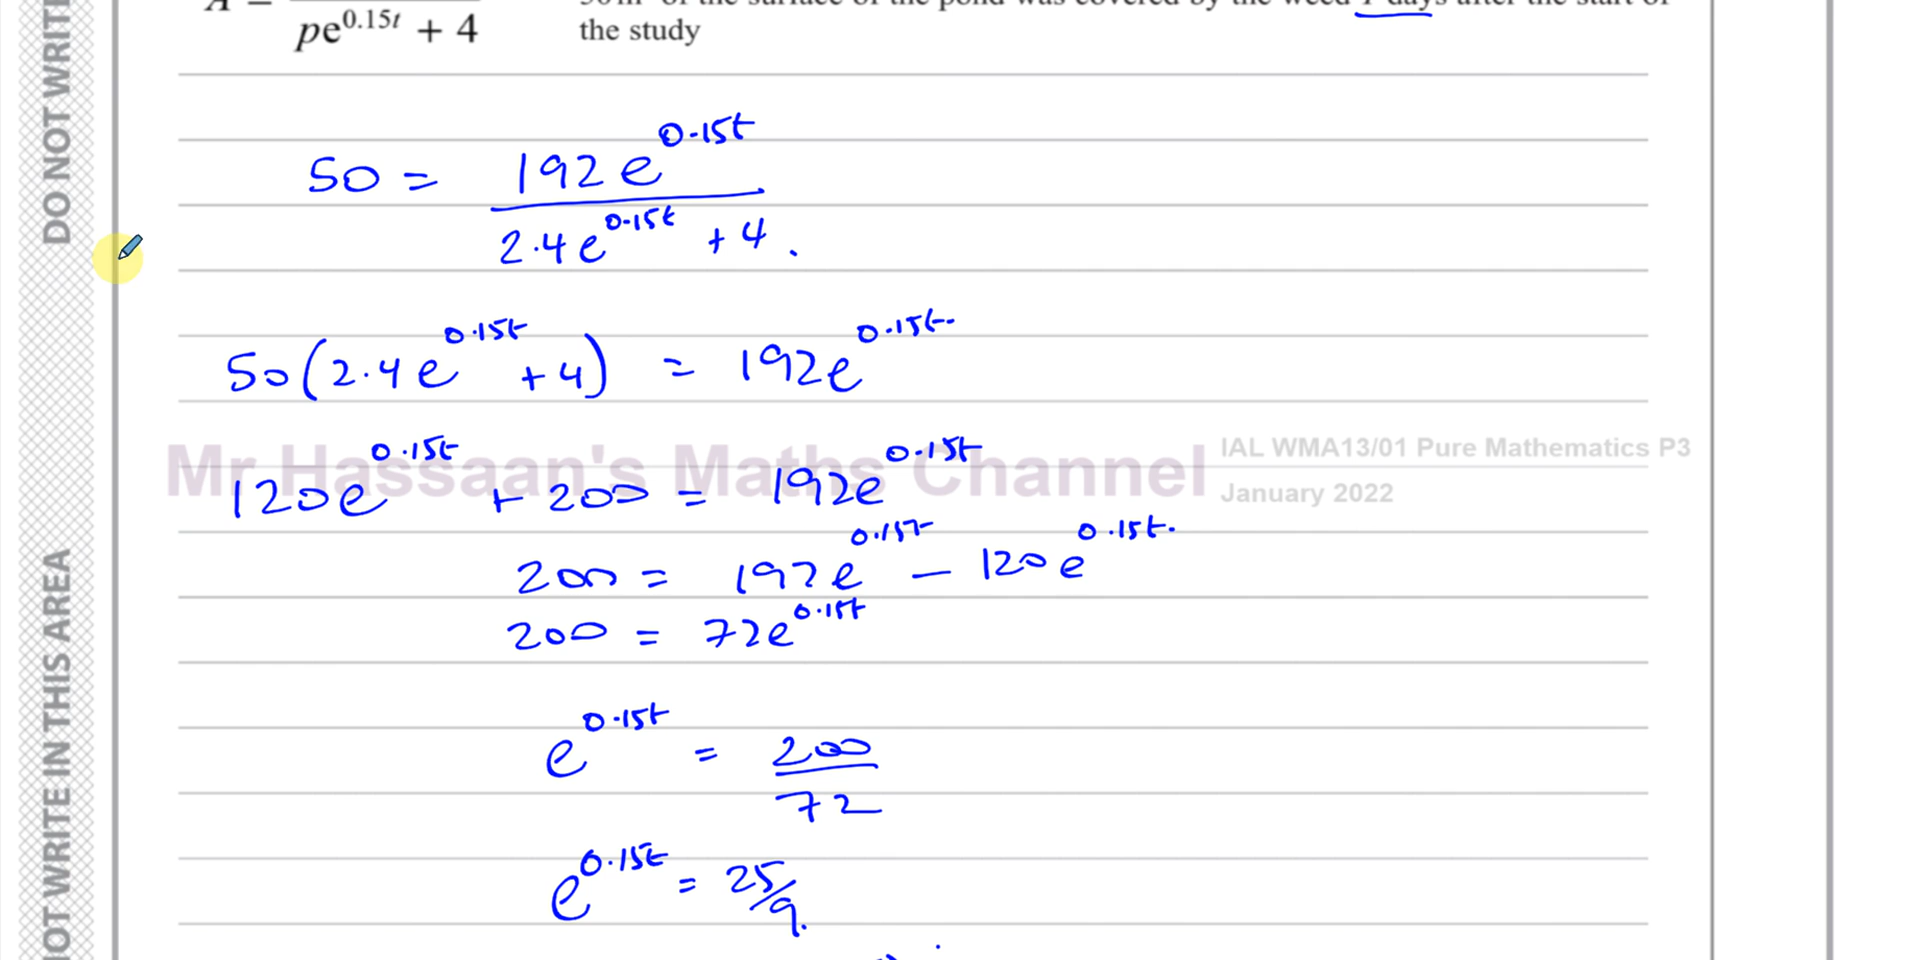 pe^0.15t + 4
the study
DO NOT WRITE
50 = 192e^0.15t / 2.4e^0.15t + 4.
50(2.4e^0.15t + 4) = 192e^0.15t.
Mr Hassaan's Maths Channel
IAL WMA13/01 Pure Mathematics P3
January 2022
120e^0.15t + 200 = 192e^0.15t
200 = 192e^0.15t - 120e^0.15t.
200 = 72e^0.15t
e^0.15t = 200/72
e^0.15t = 25/9.
NOT WRITE IN THIS AREA